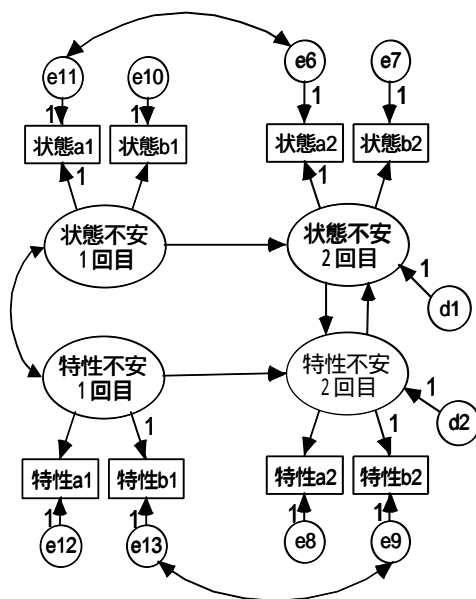 e11
e10
e6
e7
1
1
1
1
状態a1
状態b1
状態a2
状態b2
1
1
状態不安
1回目
状態不安
2回目
1
d1
特性不安
1回目
特性不安
2回目
1
d2
1
1
特性a1
特性b1
特性a2
特性b2
1
1
1
1
e12
e13
e8
e9